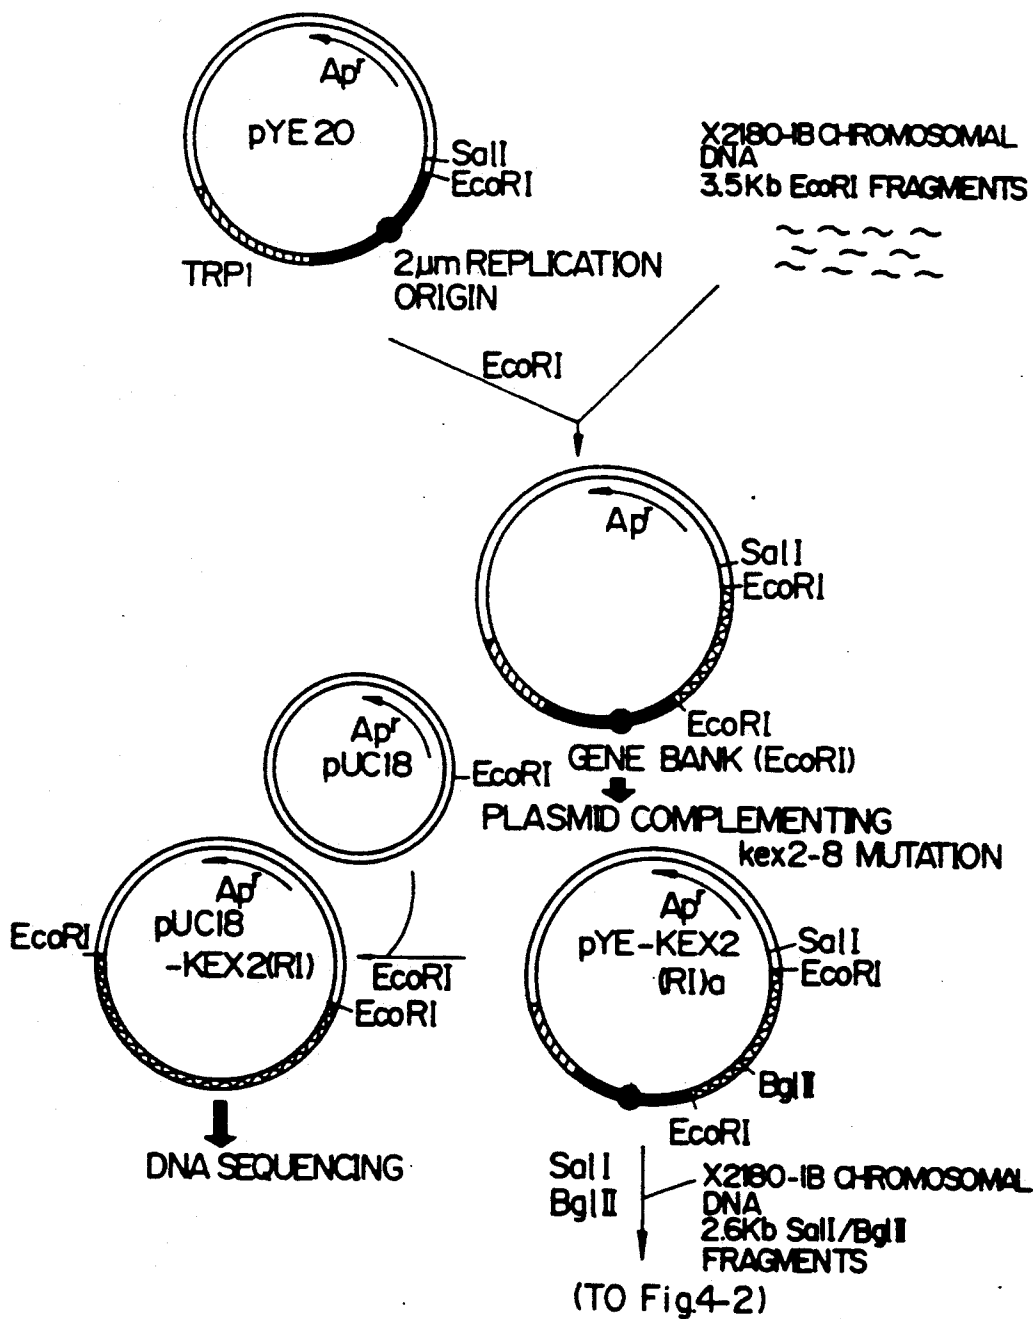 Apʳ
pYE 20
SalI
EcoRI
TRP1
2μm REPLICATION
ORIGIN
X2180-1B CHROMOSOMAL
DNA
3.5Kb EcoRI FRAGMENTS
EcoRI
Apʳ
SalI
EcoRI
EcoRI
GENE BANK (EcoRI)
PLASMID COMPLEMENTING
kex2-8 MUTATION
Apʳ
pUC18
EcoRI
Apʳ
pUC18
-KEX2(RI)
EcoRI
EcoRI
EcoRI
DNA SEQUENCING
Apʳ
pYE-KEX2
(RI)a
SalI
EcoRI
BglII
EcoRI
SalI
BglII
X2180-1B CHROMOSOMAL
DNA
2.6Kb SalI/BglII
FRAGMENTS
(TO Fig.4-2)